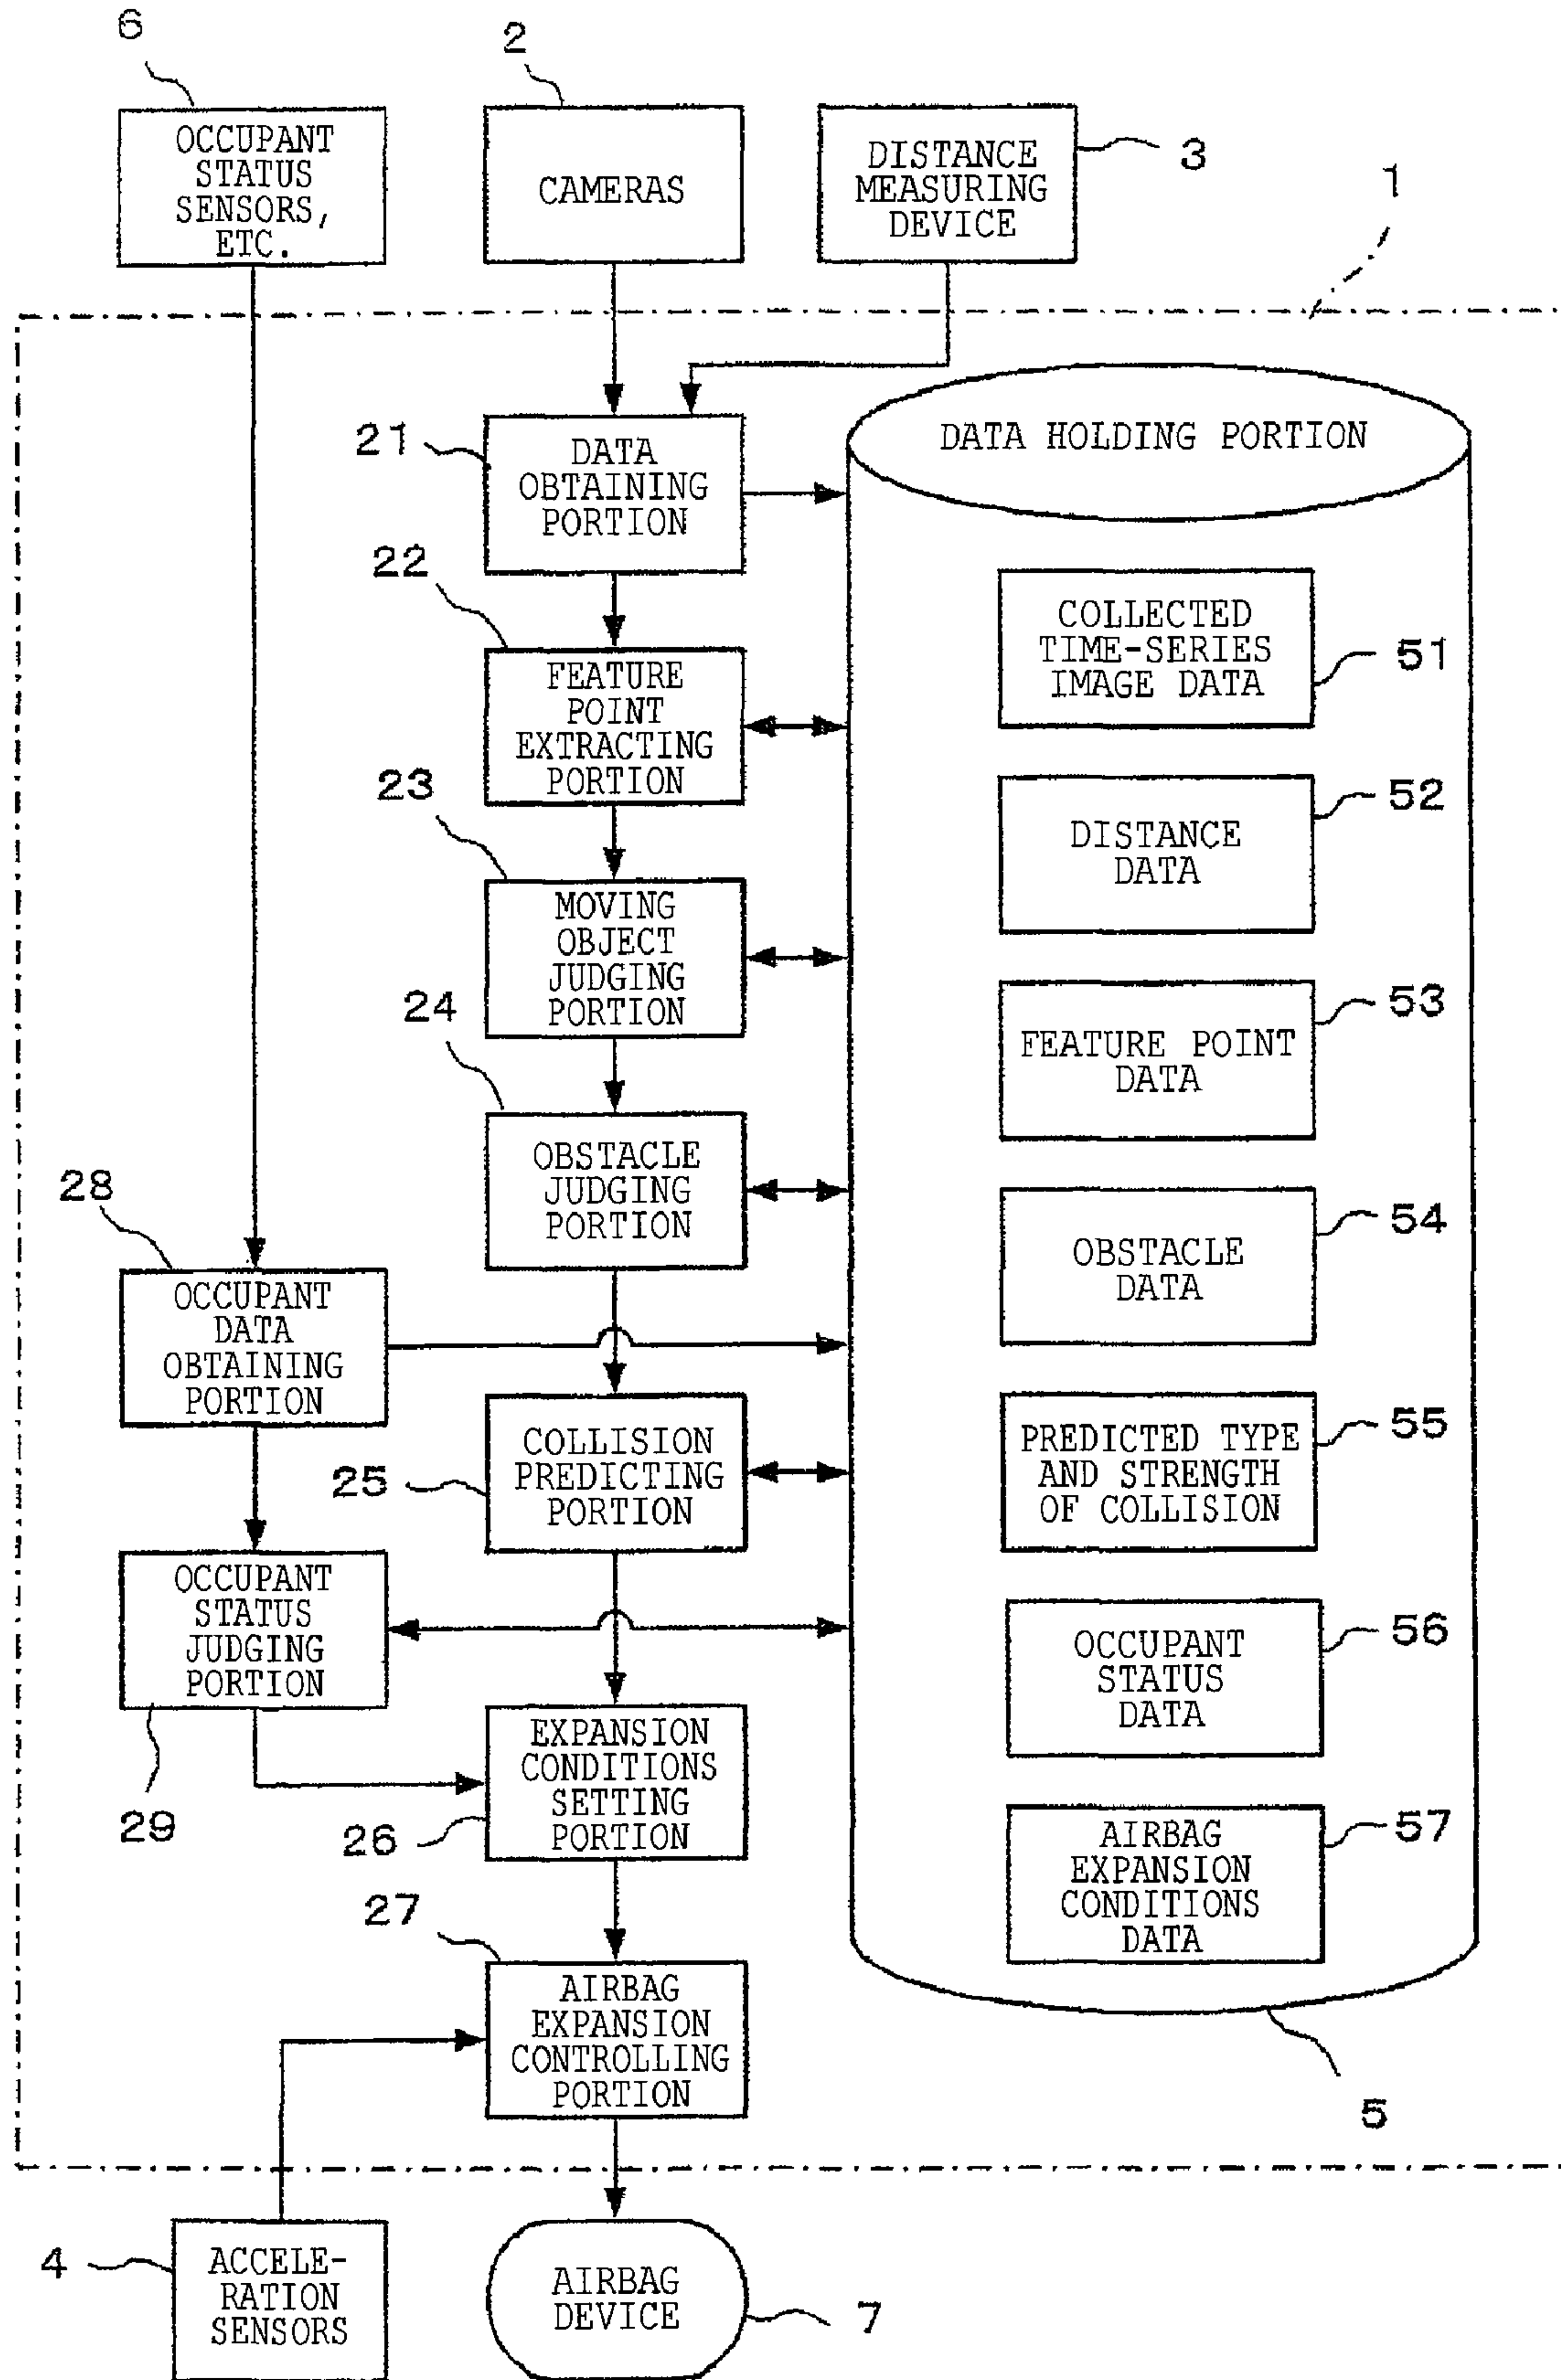 6
2
OCCUPANT
STATUS
SENSORS,
ETC.
CAMERAS
DISTANCE
MEASURING
DEVICE
3
1
21
DATA
OBTAINING
PORTION
DATA HOLDING PORTION
22
FEATURE
POINT
EXTRACTING
PORTION
COLLECTED
TIME-SERIES
IMAGE DATA
51
23
MOVING
OBJECT
JUDGING
PORTION
DISTANCE
DATA
52
24
OBSTACLE
JUDGING
PORTION
FEATURE POINT
DATA
53
28
OCCUPANT
DATA
OBTAINING
PORTION
OBSTACLE
DATA
54
25
COLLISION
PREDICTING
PORTION
PREDICTED TYPE
AND STRENGTH
OF COLLISION
55
OCCUPANT
STATUS
JUDGING
PORTION
29
OCCUPANT
STATUS
DATA
56
EXPANSION
CONDITIONS
SETTING
PORTION
26
AIRBAG
EXPANSION
CONDITIONS
DATA
57
27
AIRBAG
EXPANSION
CONTROLLING
PORTION
5
4
ACCELE-
RATION
SENSORS
AIRBAG
DEVICE
7